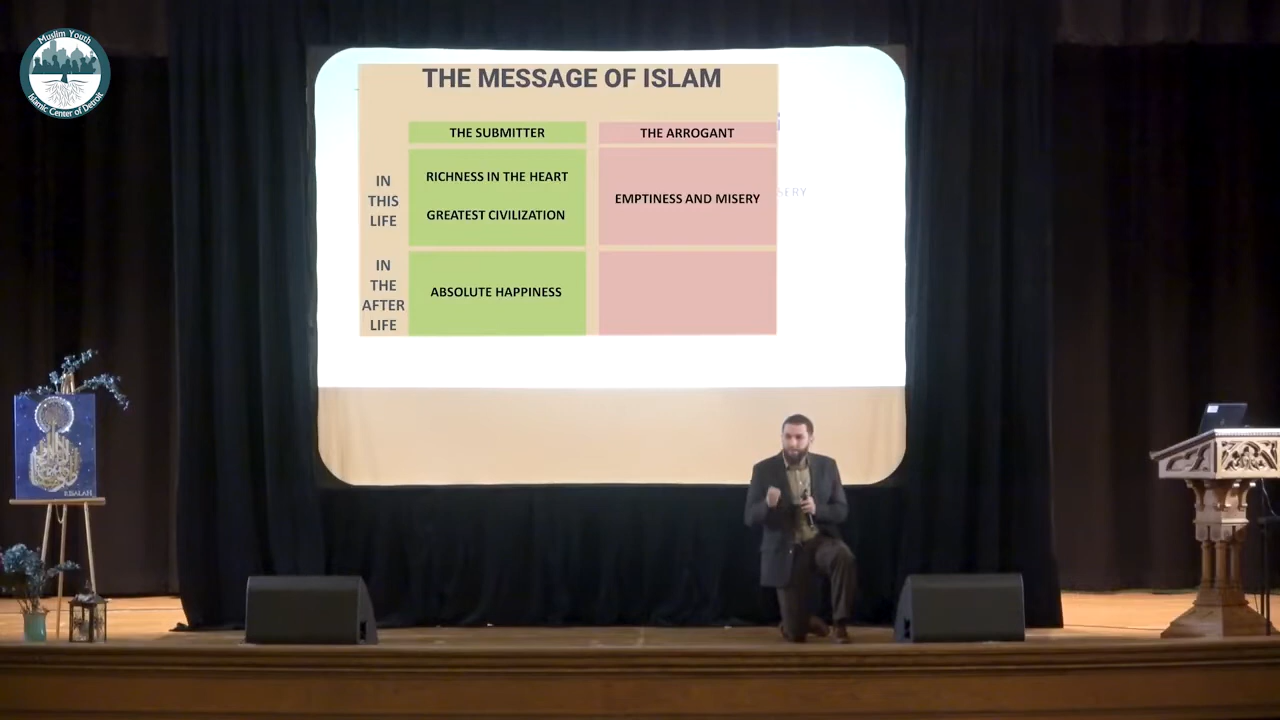 Muslim Youth
Islamic Center of Detroit
THE MESSAGE OF ISLAM
THE SUBMITTER
THE ARROGANT
IN
THIS
LIFE
RICHNESS IN THE HEART
GREATEST CIVILIZATION
EMPTINESS AND MISERY
IN
THE
AFTER
LIFE
ABSOLUTE HAPPINESS
RISALAH